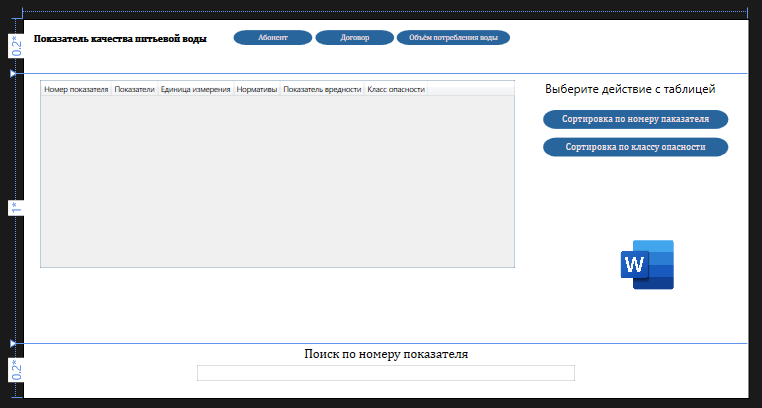 0.2*
Показатель качества питьевой воды
Абонент
Договор
Объём потребления воды
1*
Номер показателя Показатели Единица измерения Нормативы Показатель вредности Класс опасности
Выберите действие с таблицей
Сортировка по номеру паказателя
Сортировка по классу опасности
W
0.2*
Поиск по номеру показателя